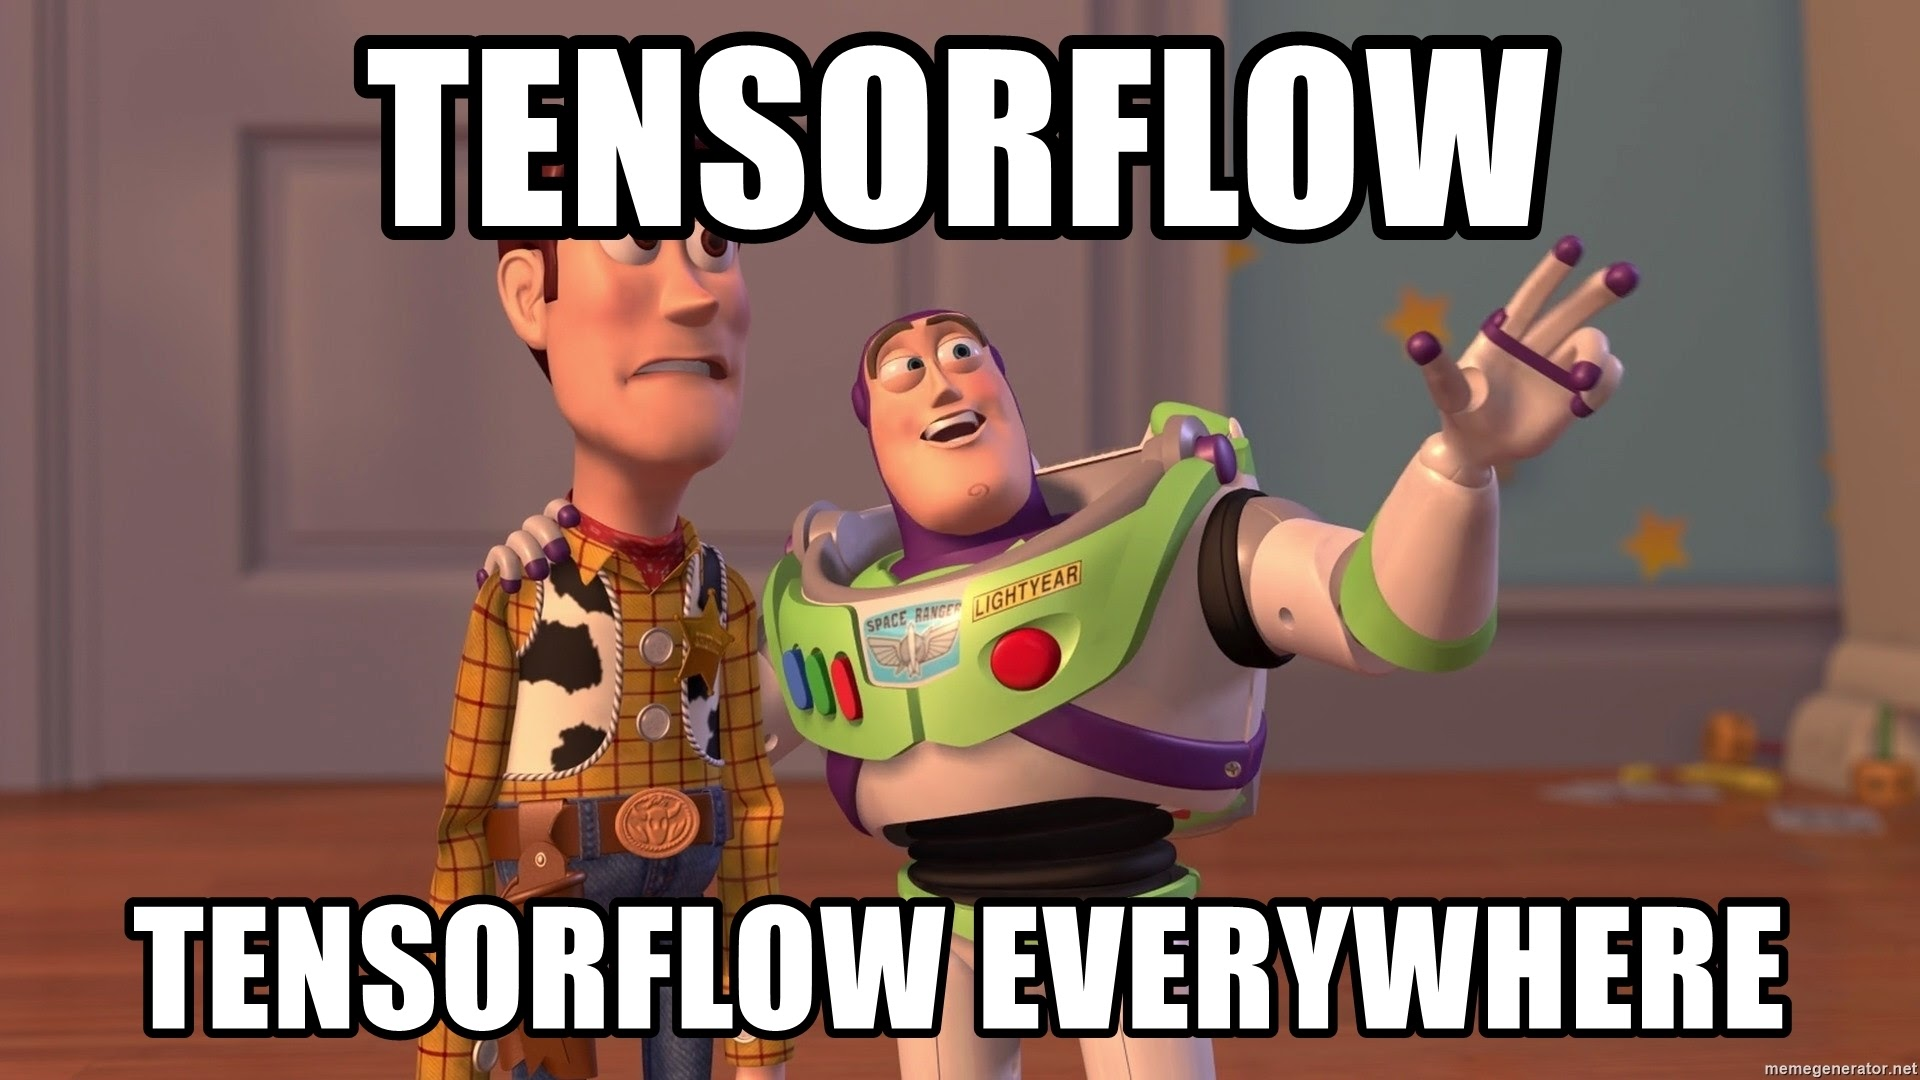 TENSORFLOW
LIGHTYEAR
SPACE RANGER
TENSORFLOW EVERYWHERE
memegenerator.net